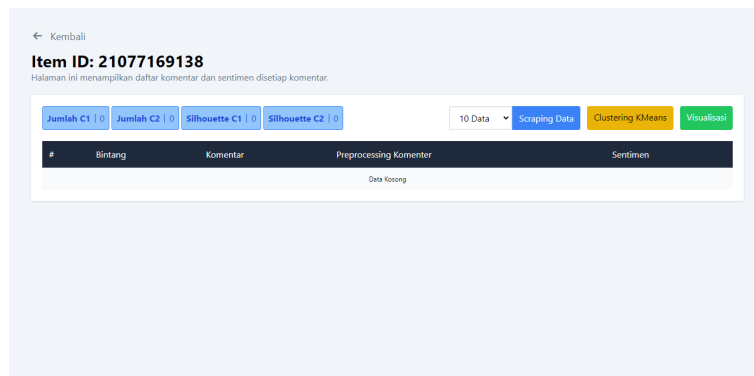 ← Kembali
Item ID: 21077169138
Halaman ini menampilkan daftar komentar dan sentimen disetiap komentar.
Jumlah C1 | 0 Jumlah C2 | 0 Silhouette C1 | 0 Silhouette C2 | 0 10 Data Scraping Data Clustering KMeans Visualisasi
# Bintang Komentar Preprocessing Komenter Sentimen
Data Kosong